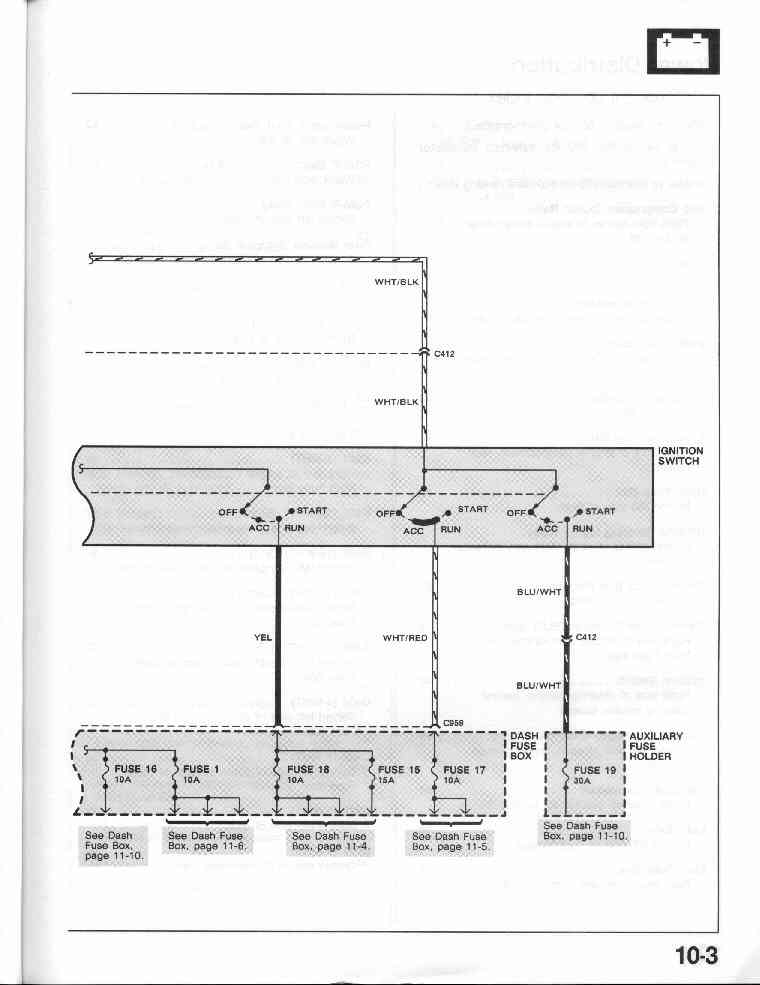 + −
WHT/BLK
C412
WHT/BLK
IGNITION
SWITCH
OFF
START
ACC
RUN
OFF
START
ACC
RUN
OFF
START
ACC
RUN
BLU/WHT
YEL
WHT/RED
C412
BLU/WHT
C959
DASH
FUSE
BOX
AUXILIARY
FUSE
HOLDER
FUSE 16
10A
FUSE 1
10A
FUSE 18
10A
FUSE 15
15A
FUSE 17
10A
FUSE 19
30A
See Dash
Fuse Box,
page 11-10.
See Dash Fuse
Box, page 11-6.
See Dash Fuse
Box, page 11-4.
See Dash Fuse
Box, page 11-5.
See Dash Fuse
Box, page 11-10.
10-3